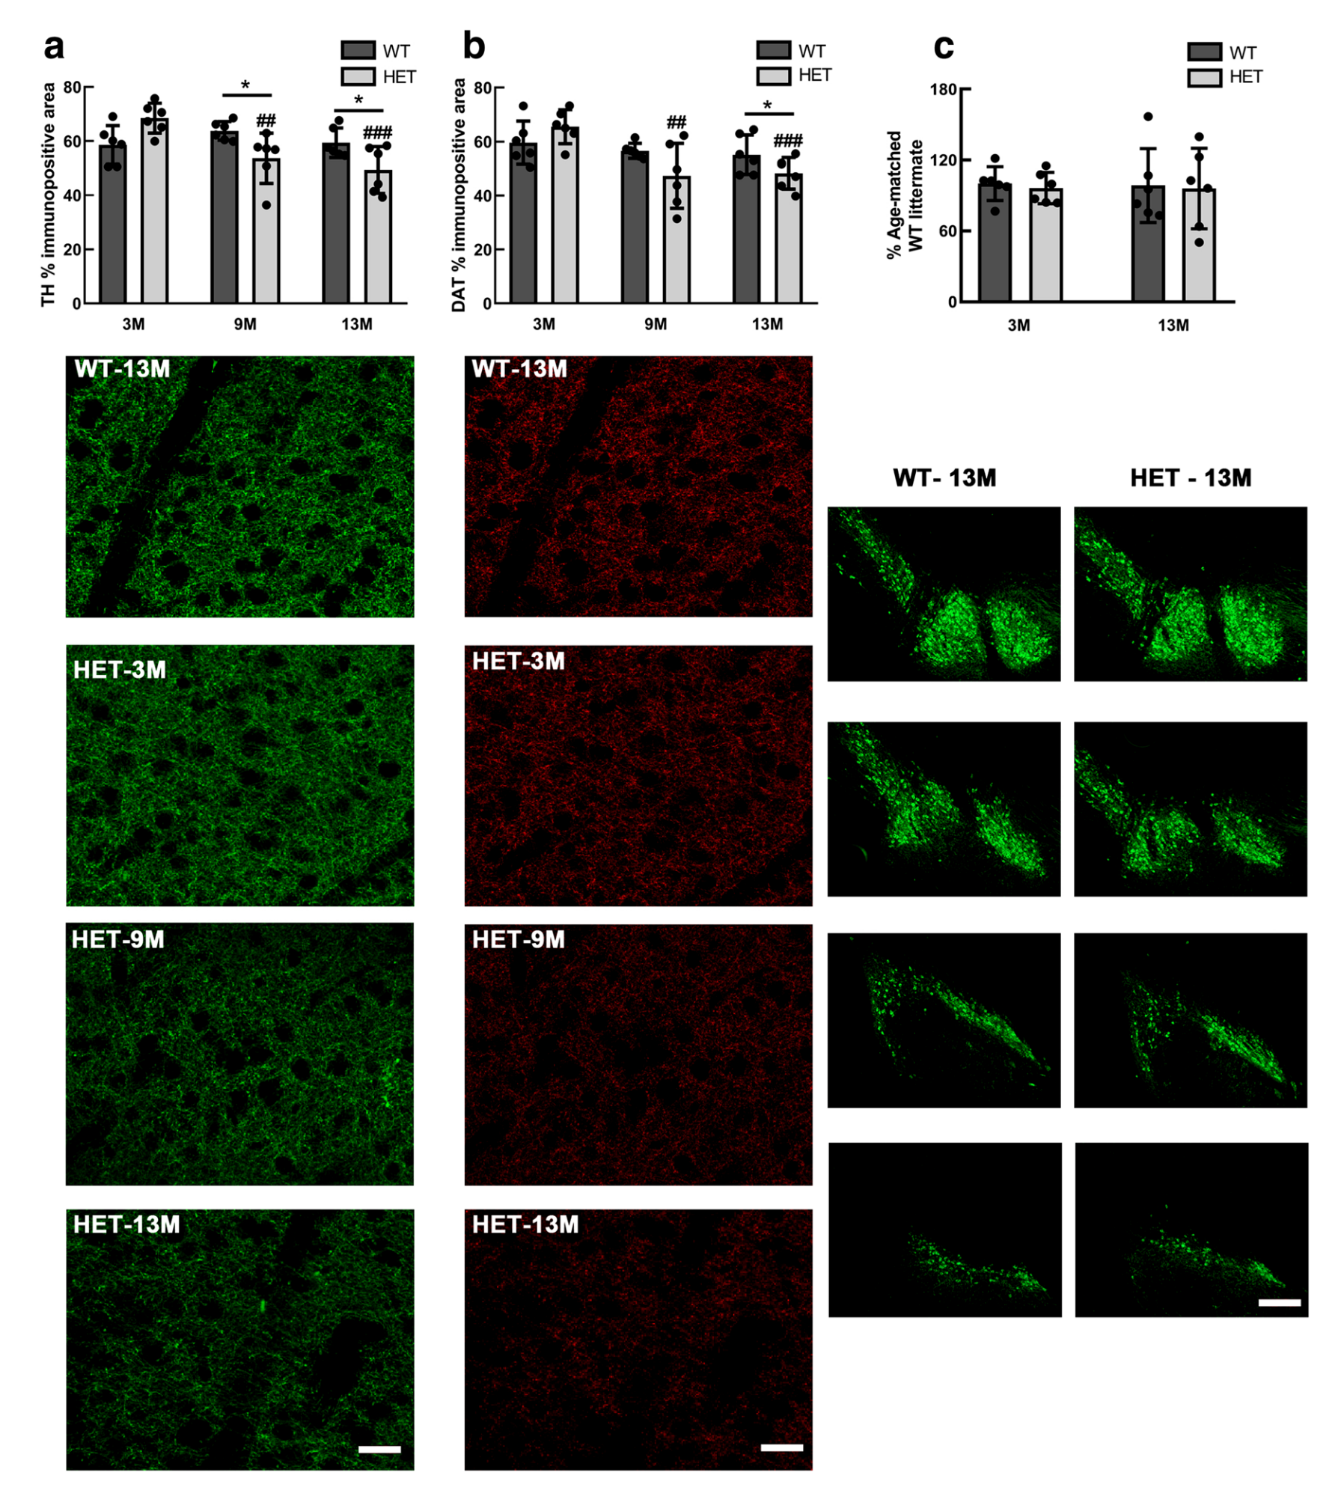 a
WT
HET
TH % immunopositive area
80
60
40
20
0
*
##
*
###
3M
9M
13M
b
WT
HET
DAT % immunopositive area
80
60
40
20
0
##
*
###
3M
9M
13M
c
WT
HET
% Age-matched
WT littermate
180
120
60
0
3M
13M
WT-13M
HET-3M
HET-9M
HET-13M
WT-13M
HET-3M
HET-9M
HET-13M
WT- 13M
HET - 13M